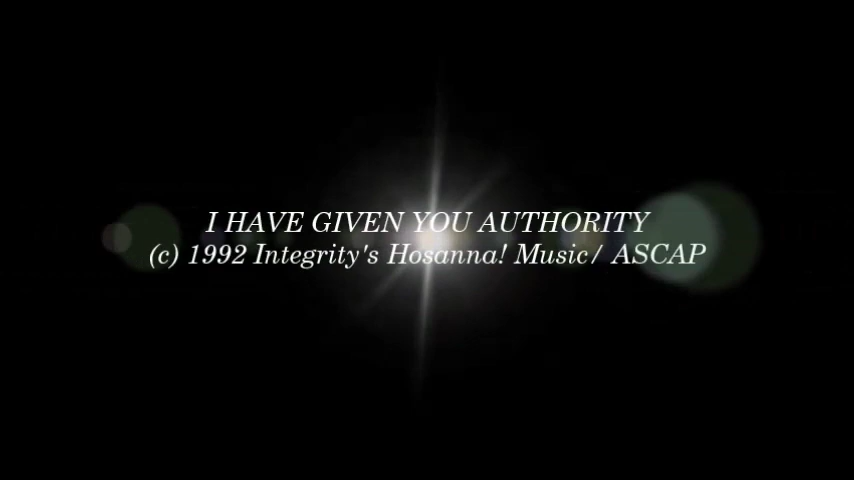 I HAVE GIVEN YOU AUTHORITY
(c) 1992 Integrity's Hosanna! Music/ ASCAP